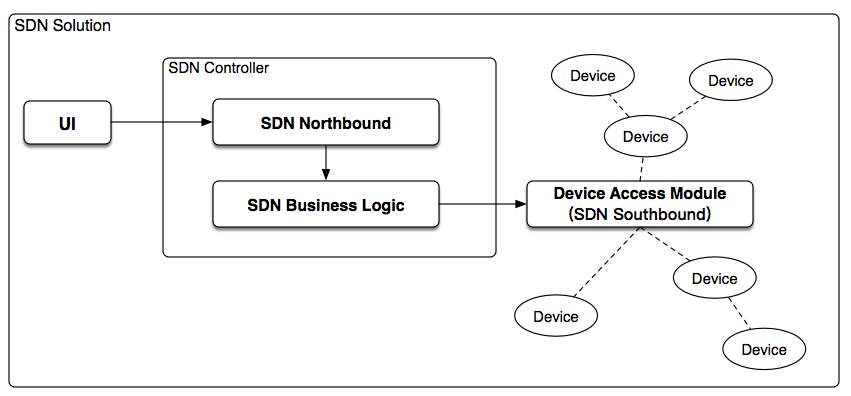 SDN Solution
SDN Controller
UI
SDN Northbound
SDN Business Logic
Device
Device
Device
Device Access Module
(SDN Southbound)
Device
Device
Device